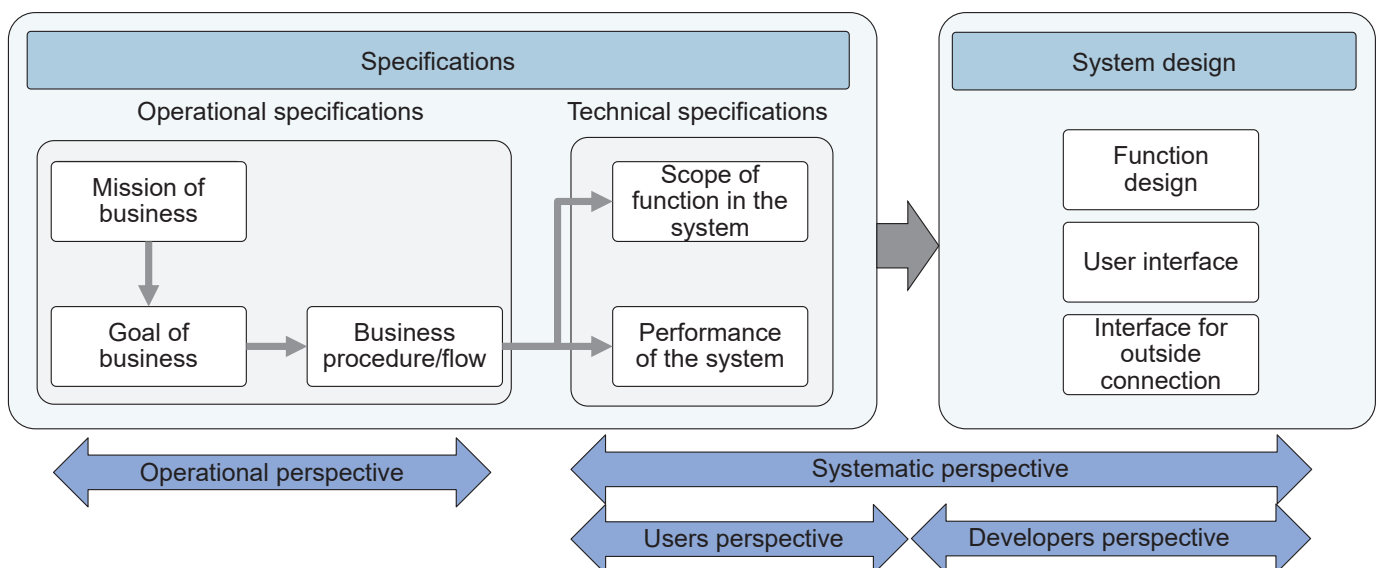 Specifications
System design
Operational specifications
Technical specifications
Mission of
business
Scope of
function in the
system
Function
design
User interface
Goal of
business
Business
procedure/flow
Performance
of the system
Interface for
outside
connection
Operational perspective
Systematic perspective
Users perspective
Developers perspective